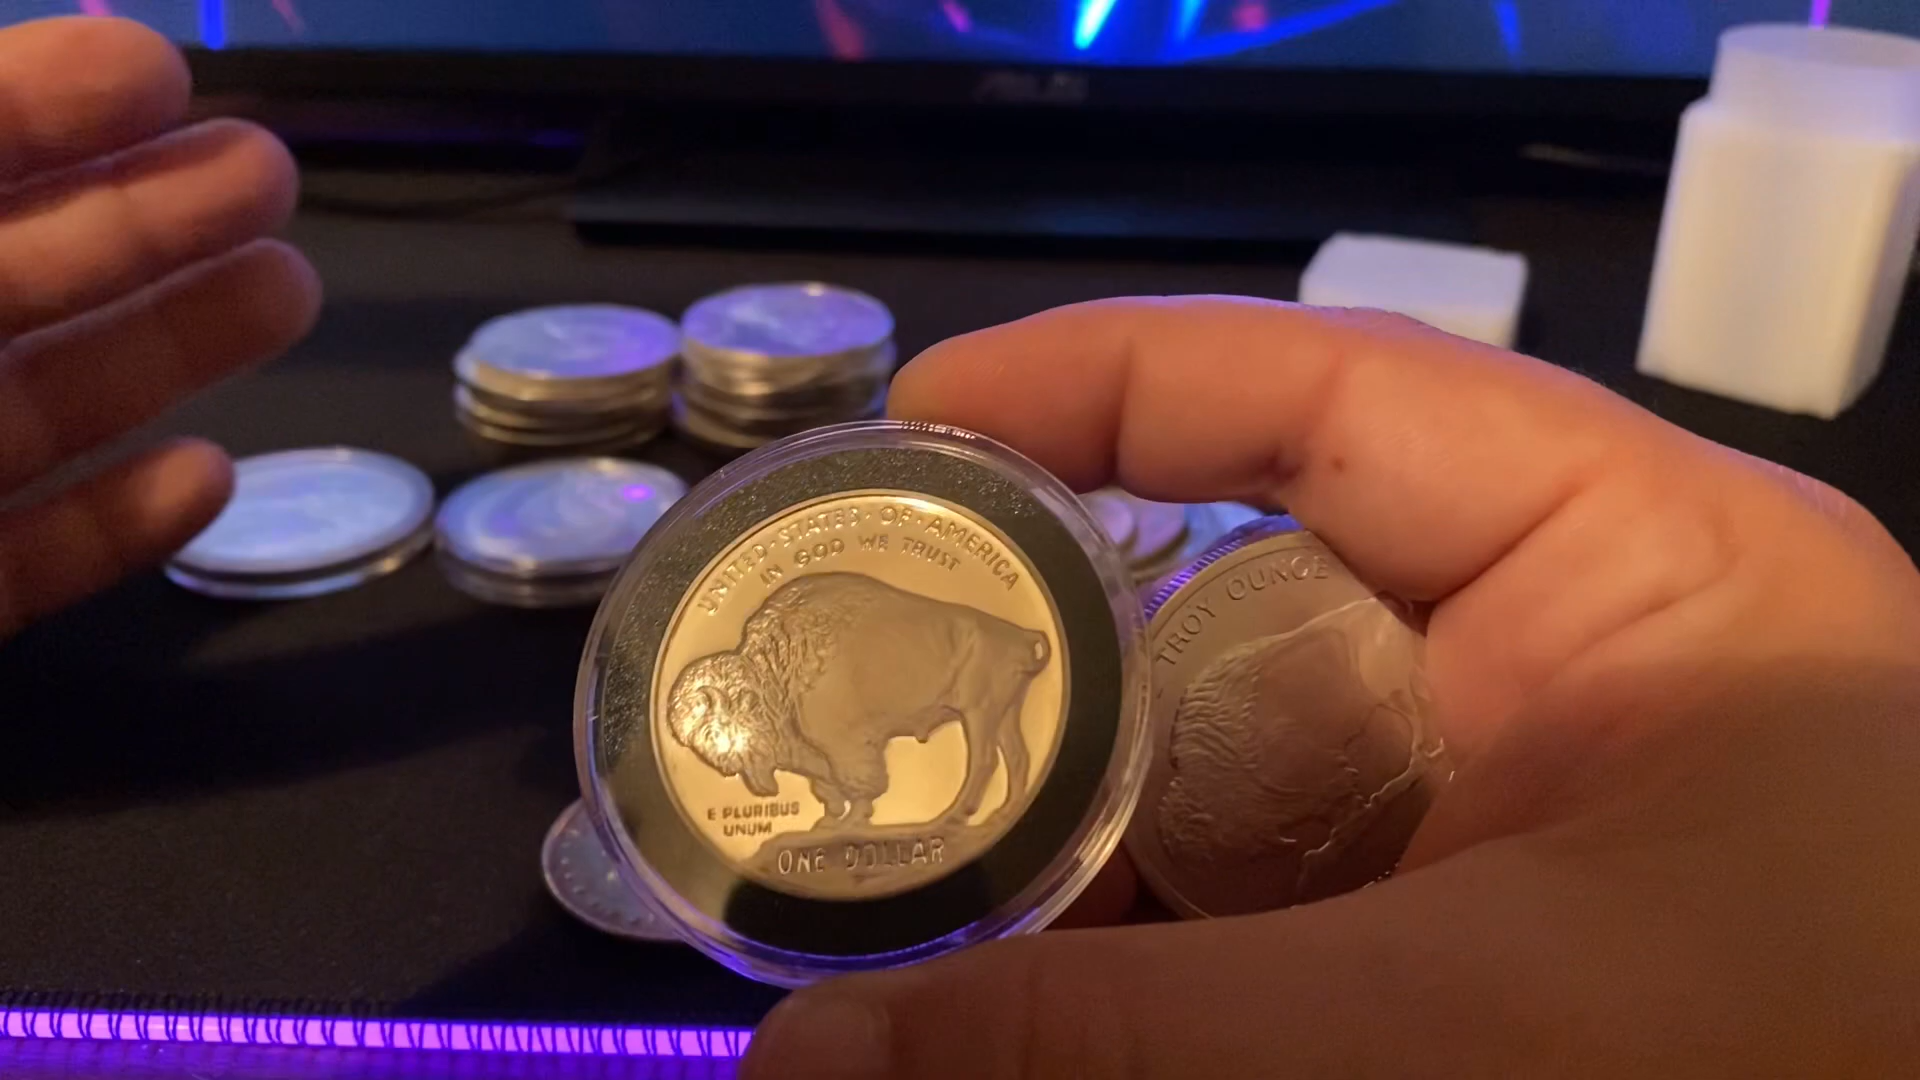 UNITED·STATES·OF·AMERICA
IN GOD WE TRUST
E PLURIBUS
UNUM
ONE DOLLAR
TROY OUNCE
ASUS